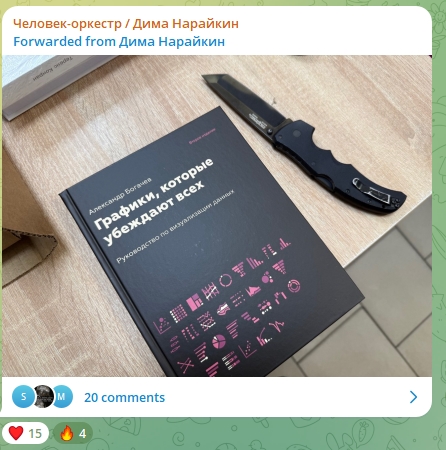 Человек-оркестр / Дима Нарайкин
Forwarded from Дима Нарайкин
Александр Богачев
Графики, которые
убеждают всех
Руководство по визуализации данных
S
M
20 comments
15
4